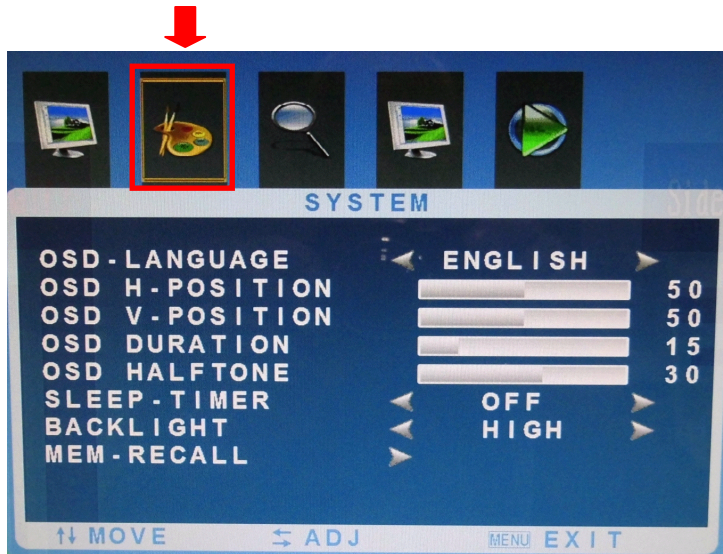 SYSTEM
OSD-LANGUAGE ENGLISH
OSD H-POSITION 50
OSD V-POSITION 50
OSD DURATION 15
OSD HALFTONE 30
SLEEP-TIMER OFF
BACKLIGHT HIGH
MEM-RECALL
↑↓ MOVE ⇆ ADJ MENU EXIT